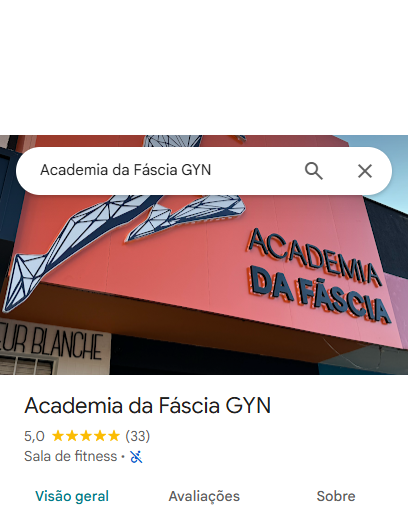 Academia da Fáscia GYN
ACADEMIA
DA FÁSCIA
EUR BLANCHE
Academia da Fáscia GYN
5,0 (33)
Sala de fitness ·
Visão geral
Avaliações
Sobre